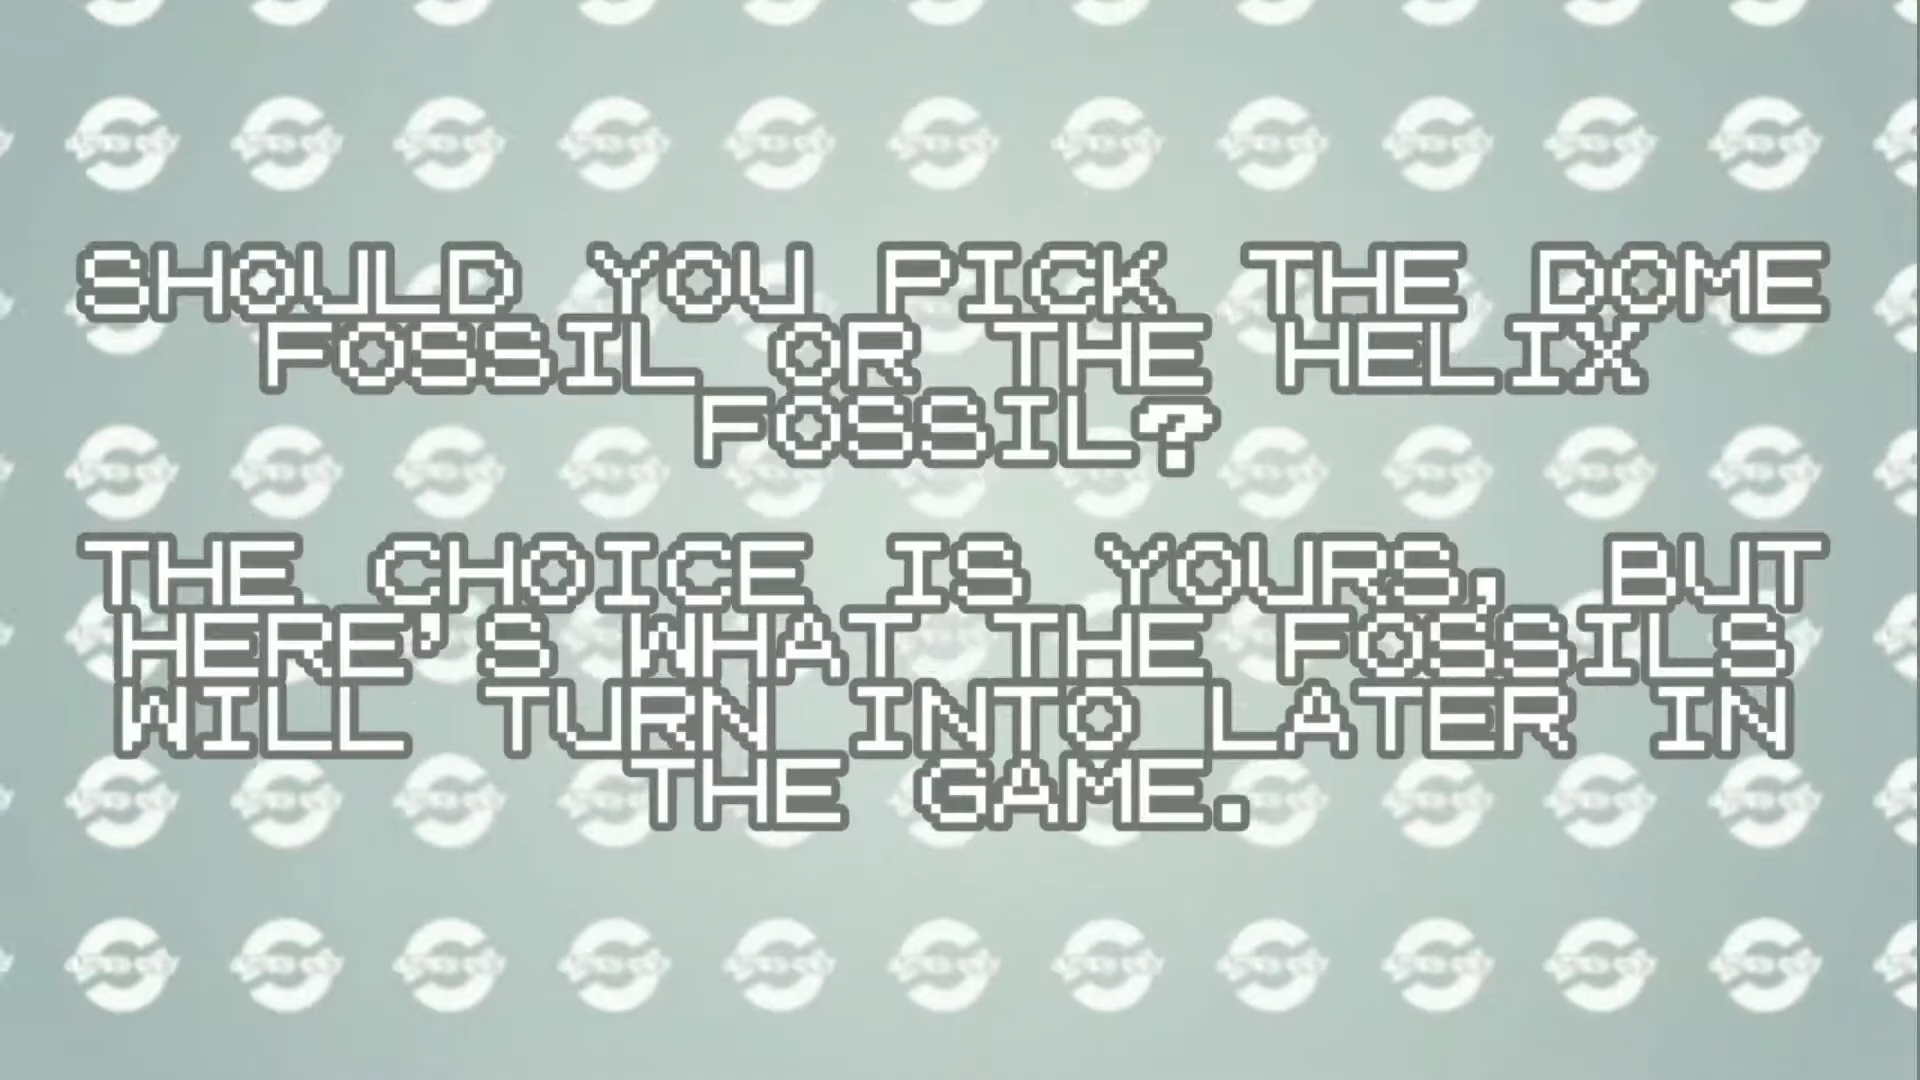 SHOULD YOU PICK THE DOME
FOSSIL OR THE HELIX
FOSSIL?
THE CHOICE IS YOURS, BUT
HERE'S WHAT THE FOSSILS
WILL TURN INTO LATER IN
THE GAME.